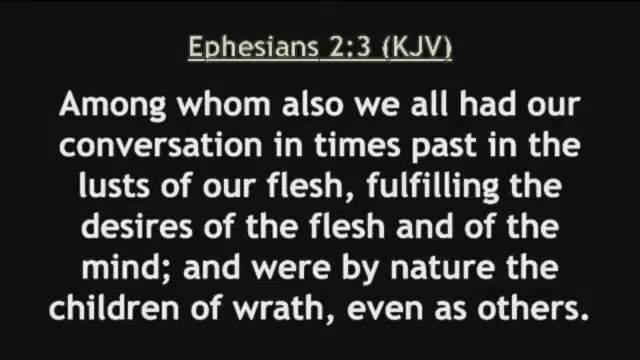 Ephesians 2:3 (KJV)
Among whom also we all had our
conversation in times past in the
lusts of our flesh, fulfilling the
desires of the flesh and of the
mind; and were by nature the
children of wrath, even as others.